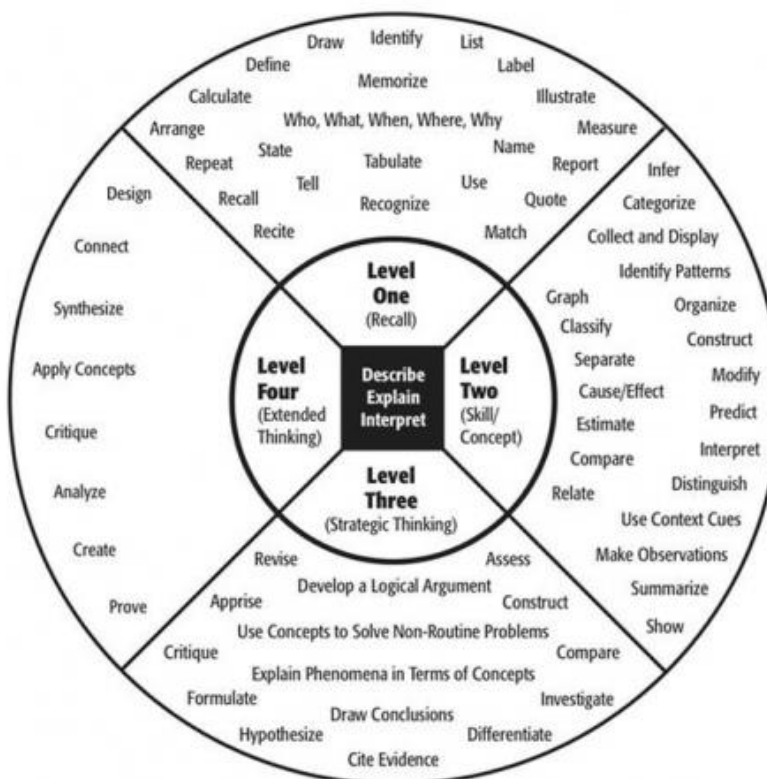 Draw
Identify
List
Define
Label
Memorize
Calculate
Illustrate
Arrange
Who, What, When, Where, Why
Measure
Repeat
State
Tabulate
Name
Report
Recall
Tell
Recognize
Use
Quote
Recite
Match
Level
One
(Recall)
Infer
Categorize
Collect and Display
Identify Patterns
Graph
Organize
Classify
Construct
Separate
Modify
Cause/Effect
Predict
Estimate
Interpret
Compare
Distinguish
Relate
Use Context Cues
Make Observations
Summarize
Show
Level
Two
(Skill/
Concept)
Describe
Explain
Interpret
Level
Three
(Strategic Thinking)
Revise
Assess
Develop a Logical Argument
Apprise
Construct
Use Concepts to Solve Non-Routine Problems
Critique
Compare
Explain Phenomena in Terms of Concepts
Formulate
Investigate
Draw Conclusions
Hypothesize
Differentiate
Cite Evidence
Level
Four
(Extended
Thinking)
Design
Connect
Synthesize
Apply Concepts
Critique
Analyze
Create
Prove